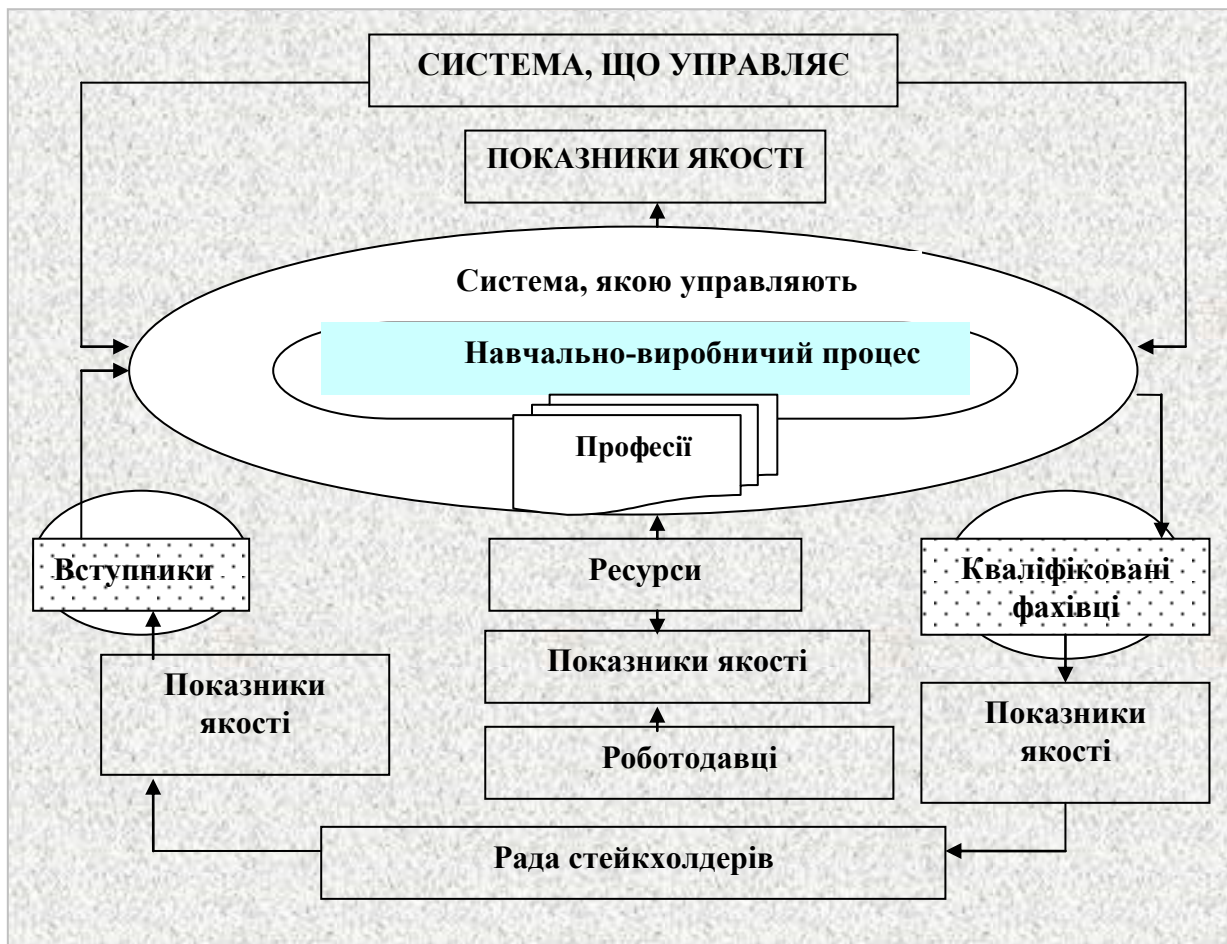 СИСТЕМА, ЩО УПРАВЛЯЄ
ПОКАЗНИКИ ЯКОСТІ
Система, якою управляють
Навчально-виробничий процес
Професії
Вступники
Ресурси
Кваліфіковані
фахівці
Показники якості
Показники
якості
Показники
якості
Роботодавці
Рада стейкхолдерів